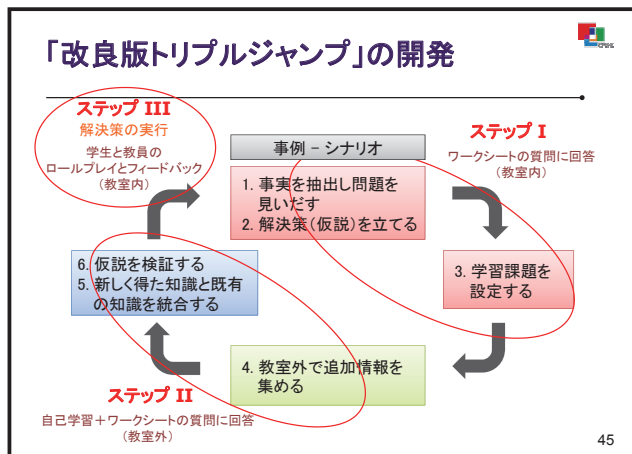 「改良版トリプルジャンプ」の開発
ステップ III
解決策の実行
学生と教員の
ロールプレイとフィードバック
(教室内)
事例 – シナリオ
1. 事実を抽出し問題を
見いだす
2. 解決策(仮説)を立てる
ステップ I
ワークシートの質問に回答
(教室内)
3. 学習課題を
設定する
4. 教室外で追加情報を
集める
6. 仮説を検証する
5. 新しく得た知識と既有
の知識を統合する
ステップ II
自己学習+ワークシートの質問に回答
(教室外)
45